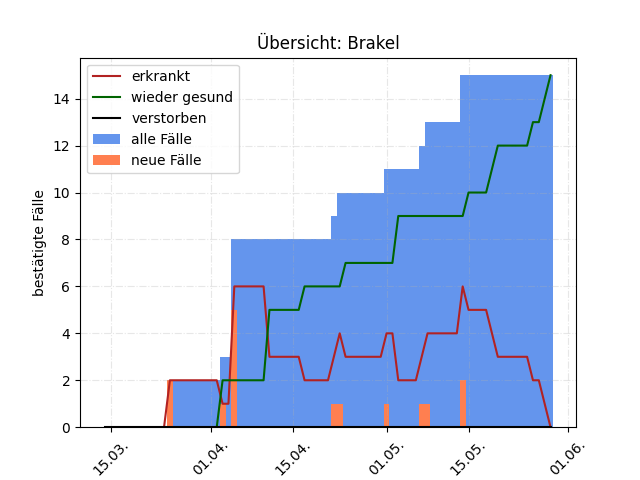 Übersicht: Brakel
erkrankt
wieder gesund
verstorben
alle Fälle
neue Fälle
bestätigte Fälle
14
12
10
8
6
4
2
0
15.03.
01.04.
15.04.
01.05.
15.05.
01.06.